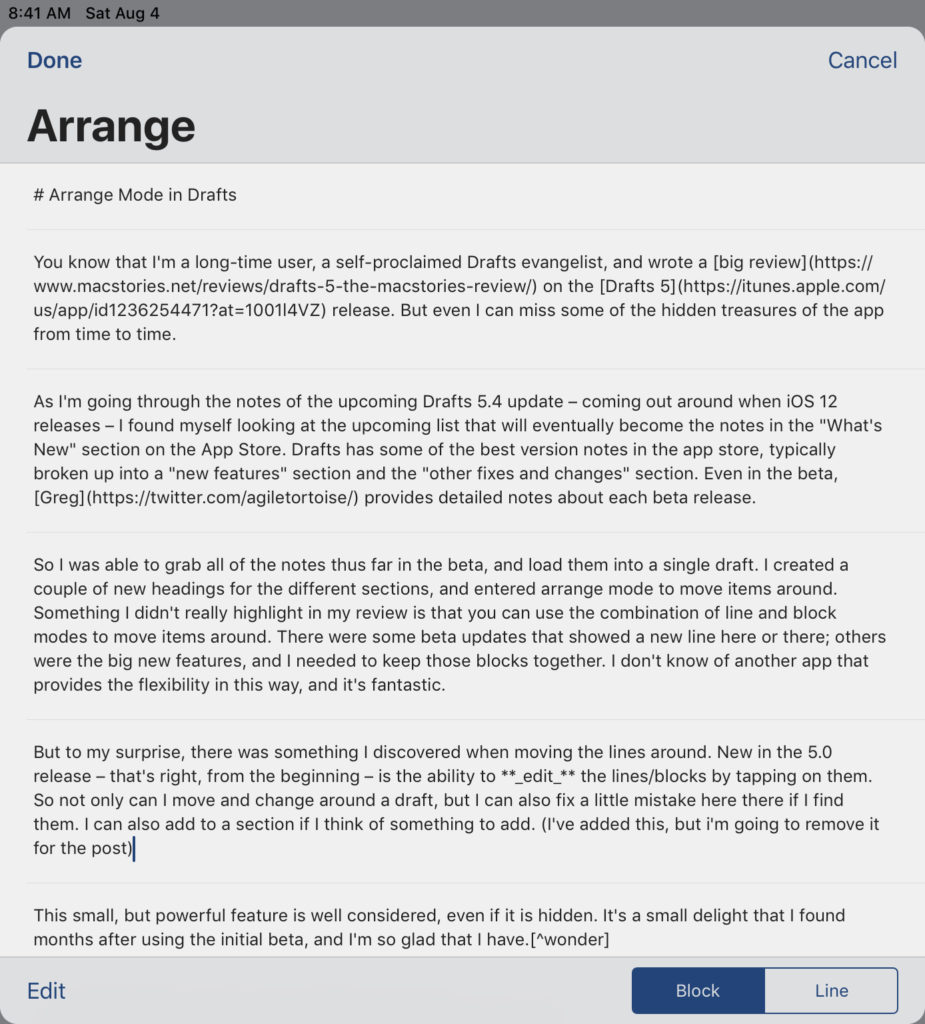 8:41 AM Sat Aug 4
Done
Cancel
Arrange
# Arrange Mode in Drafts
You know that I'm a long-time user, a self-proclaimed Drafts evangelist, and wrote a [big review](https://
www.macstories.net/reviews/drafts-5-the-macstories-review/) on the [Drafts 5](https://itunes.apple.com/
us/app/id1236254471?at=1001l4VZ) release. But even I can miss some of the hidden treasures of the app
from time to time.
As I'm going through the notes of the upcoming Drafts 5.4 update – coming out around when iOS 12
releases – I found myself looking at the upcoming list that will eventually become the notes in the "What's
New" section on the App Store. Drafts has some of the best version notes in the app store, typically
broken up into a "new features" section and the "other fixes and changes" section. Even in the beta,
[Greg](https://twitter.com/agiletortoise/) provides detailed notes about each beta release.
So I was able to grab all of the notes thus far in the beta, and load them into a single draft. I created a
couple of new headings for the different sections, and entered arrange mode to move items around.
Something I didn't really highlight in my review is that you can use the combination of line and block
modes to move items around. There were some beta updates that showed a new line here or there; others
were the big new features, and I needed to keep those blocks together. I don't know of another app that
provides the flexibility in this way, and it's fantastic.
But to my surprise, there was something I discovered when moving the lines around. New in the 5.0
release – that's right, from the beginning – is the ability to **_edit_** the lines/blocks by tapping on them.
So not only can I move and change around a draft, but I can also fix a little mistake here there if I find
them. I can also add to a section if I think of something to add. (I've added this, but i'm going to remove it
for the post)
This small, but powerful feature is well considered, even if it is hidden. It's a small delight that I found
months after using the initial beta, and I'm so glad that I have.[^wonder]
Edit
Block
Line